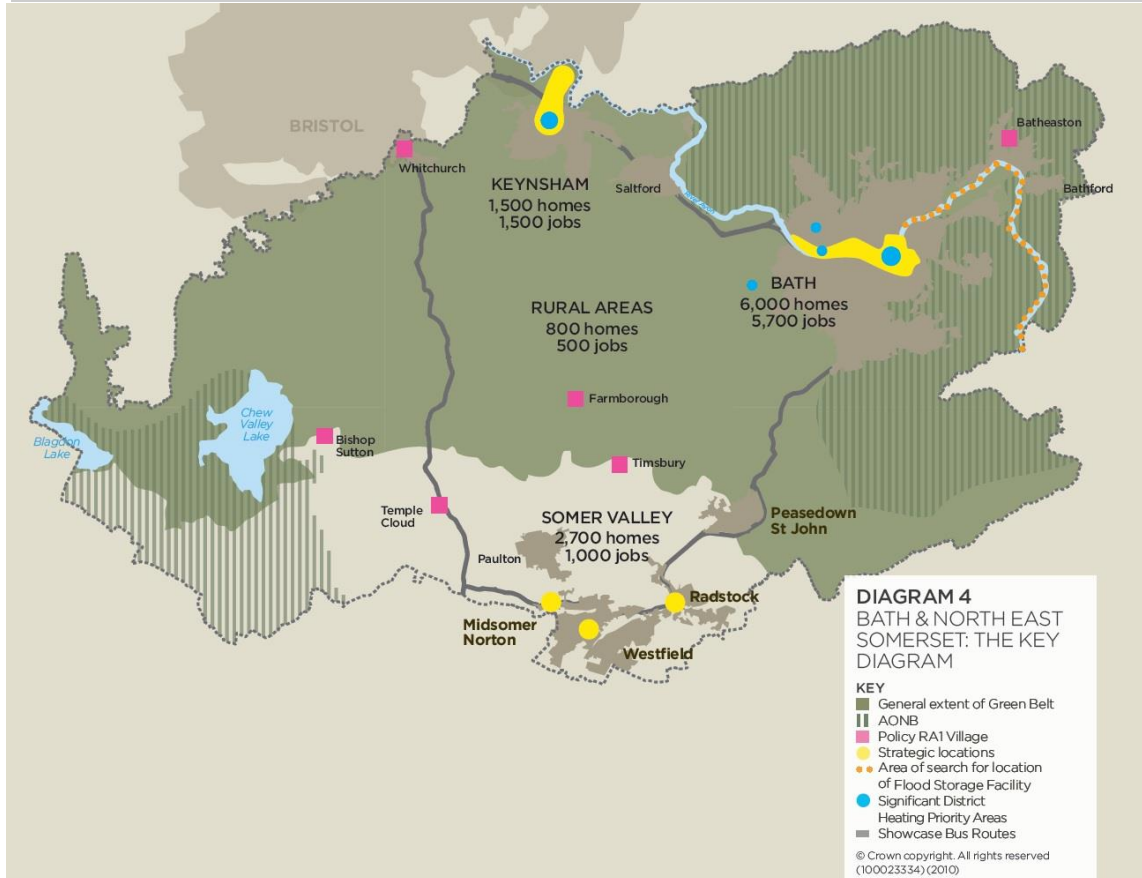 BRISTOL
Batheaston
Whitchurch
Bathford
KEYNSHAM
1,500 homes
1,500 jobs
Saltford
BATH
6,000 homes
5,700 jobs
RURAL AREAS
800 homes
500 jobs
Farmborough
Chew
Valley
Lake
Blagdon
Lake
Bishop
Sutton
Timsbury
Temple
Cloud
SOMER VALLEY
2,700 homes
1,000 jobs
Peasedown
St John
Paulton
Radstock
Midsomer
Norton
Westfield
DIAGRAM 4
BATH & NORTH EAST
SOMERSET: THE KEY
DIAGRAM
KEY
General extent of Green Belt
AONB
Policy RA1 Village
Strategic locations
Area of search for location
of Flood Storage Facility
Significant District
Heating Priority Areas
Showcase Bus Routes
© Crown copyright. All rights reserved
(100023334) (2010)